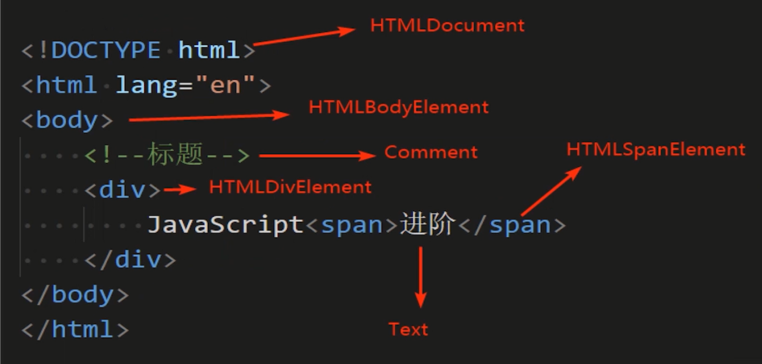 HTMLDocument
<!DOCTYPE html>
<html lang="en">
<body>
HTMLBodyElement
<!--标题-->
Comment
HTMLSpanElement
<div>
HTMLDivElement
JavaScript<span>进阶</span>
</div>
</body>
Text
</html>